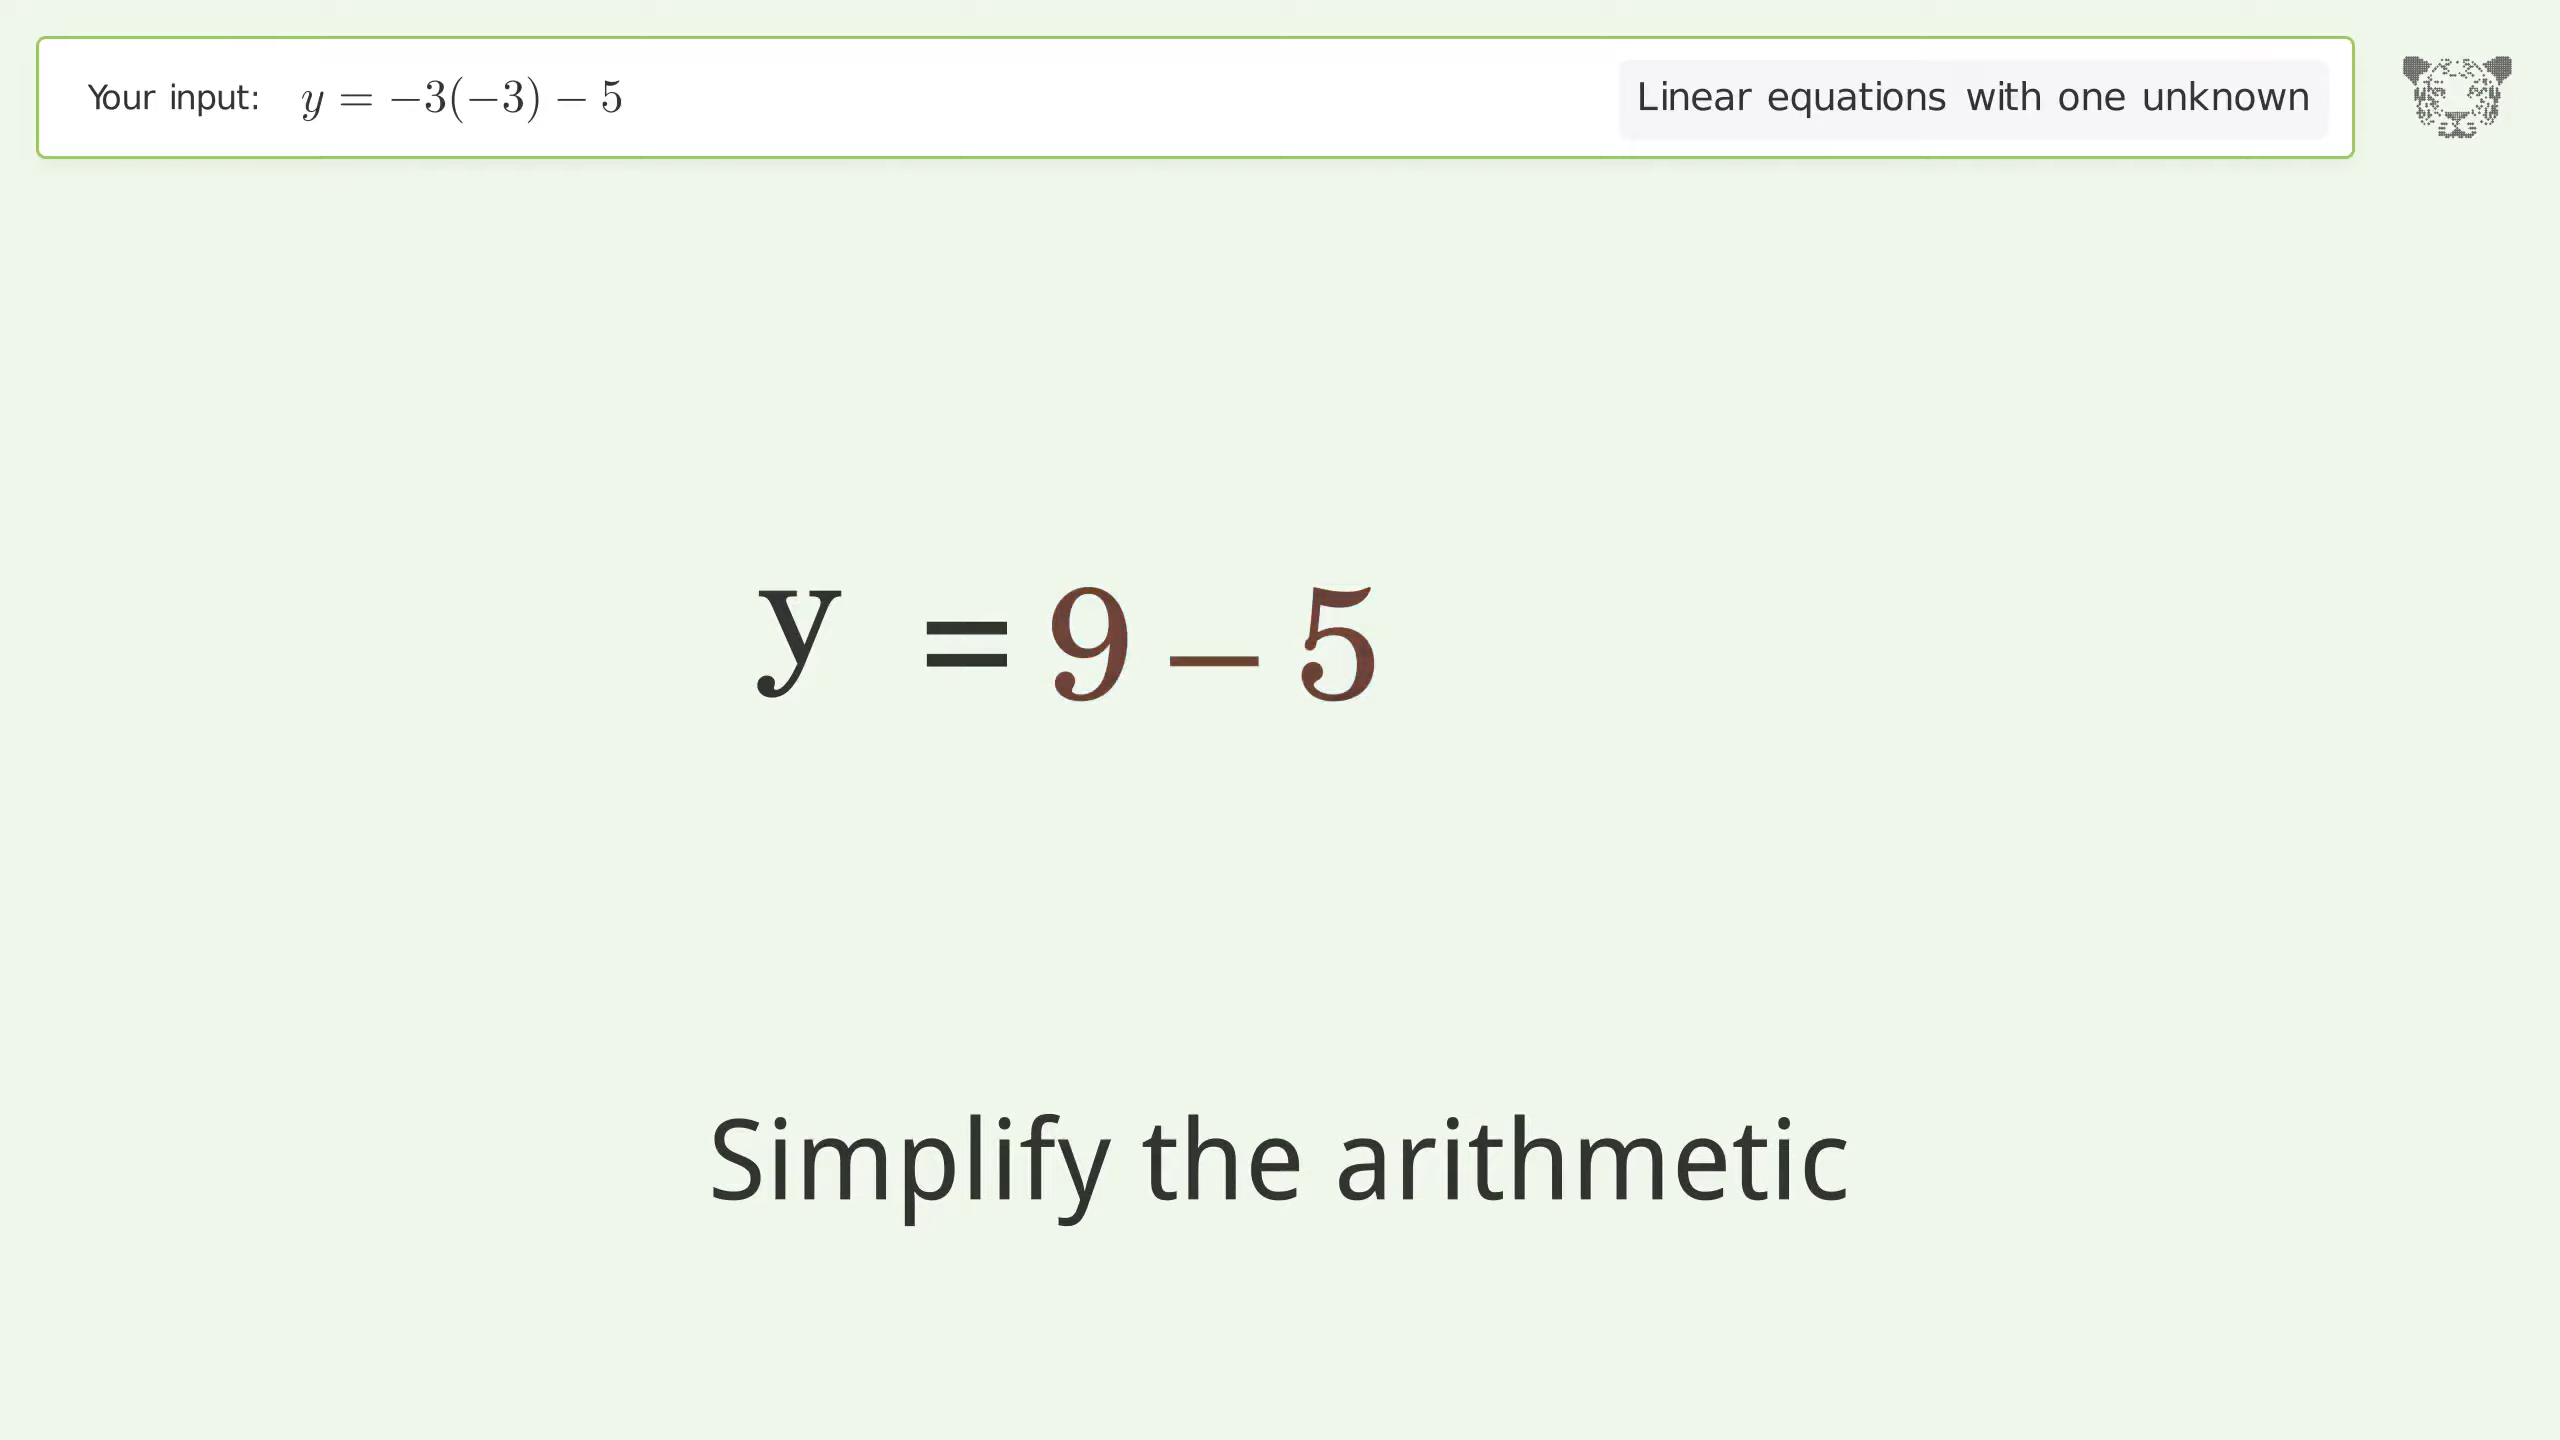 Your input: y = −3(−3) − 5
Linear equations with one unknown
y = 9 − 5
Simplify the arithmetic